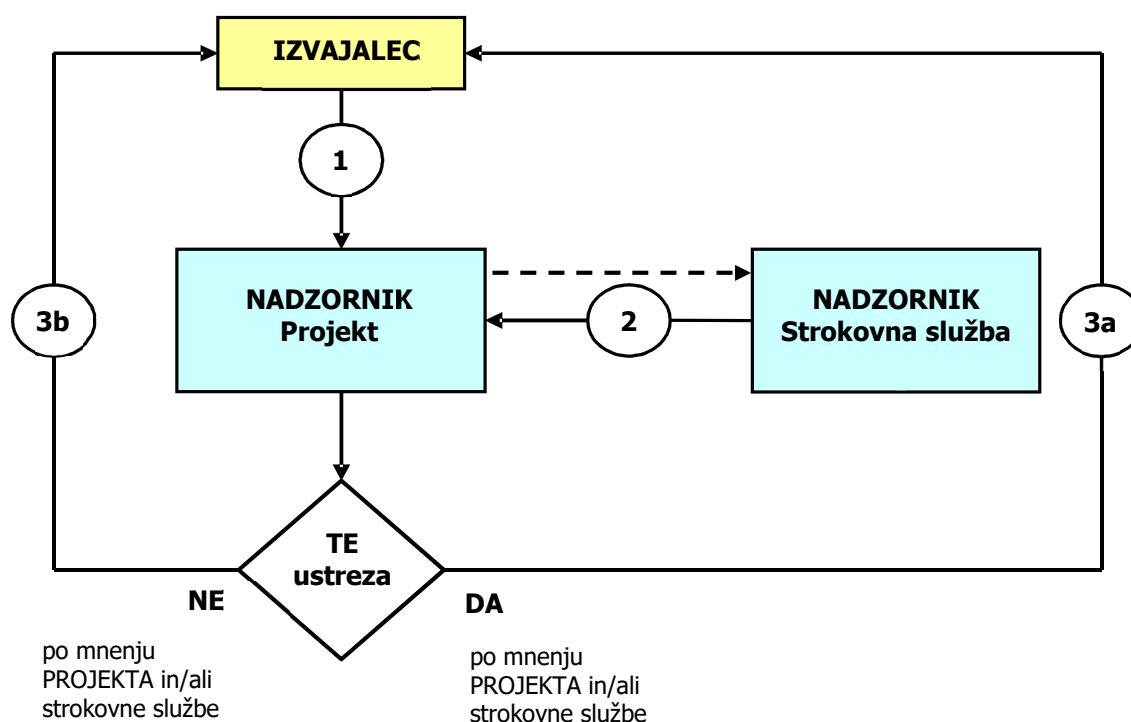 IZVAJALEC
1
NADZORNIK
Projekt
NADZORNIK
Strokovna služba
3b
2
3a
TE
ustreza
NE
DA
po mnenju
PROJEKTA in/ali
strokovne službe
po mnenju
PROJEKTA in/ali
strokovne službe